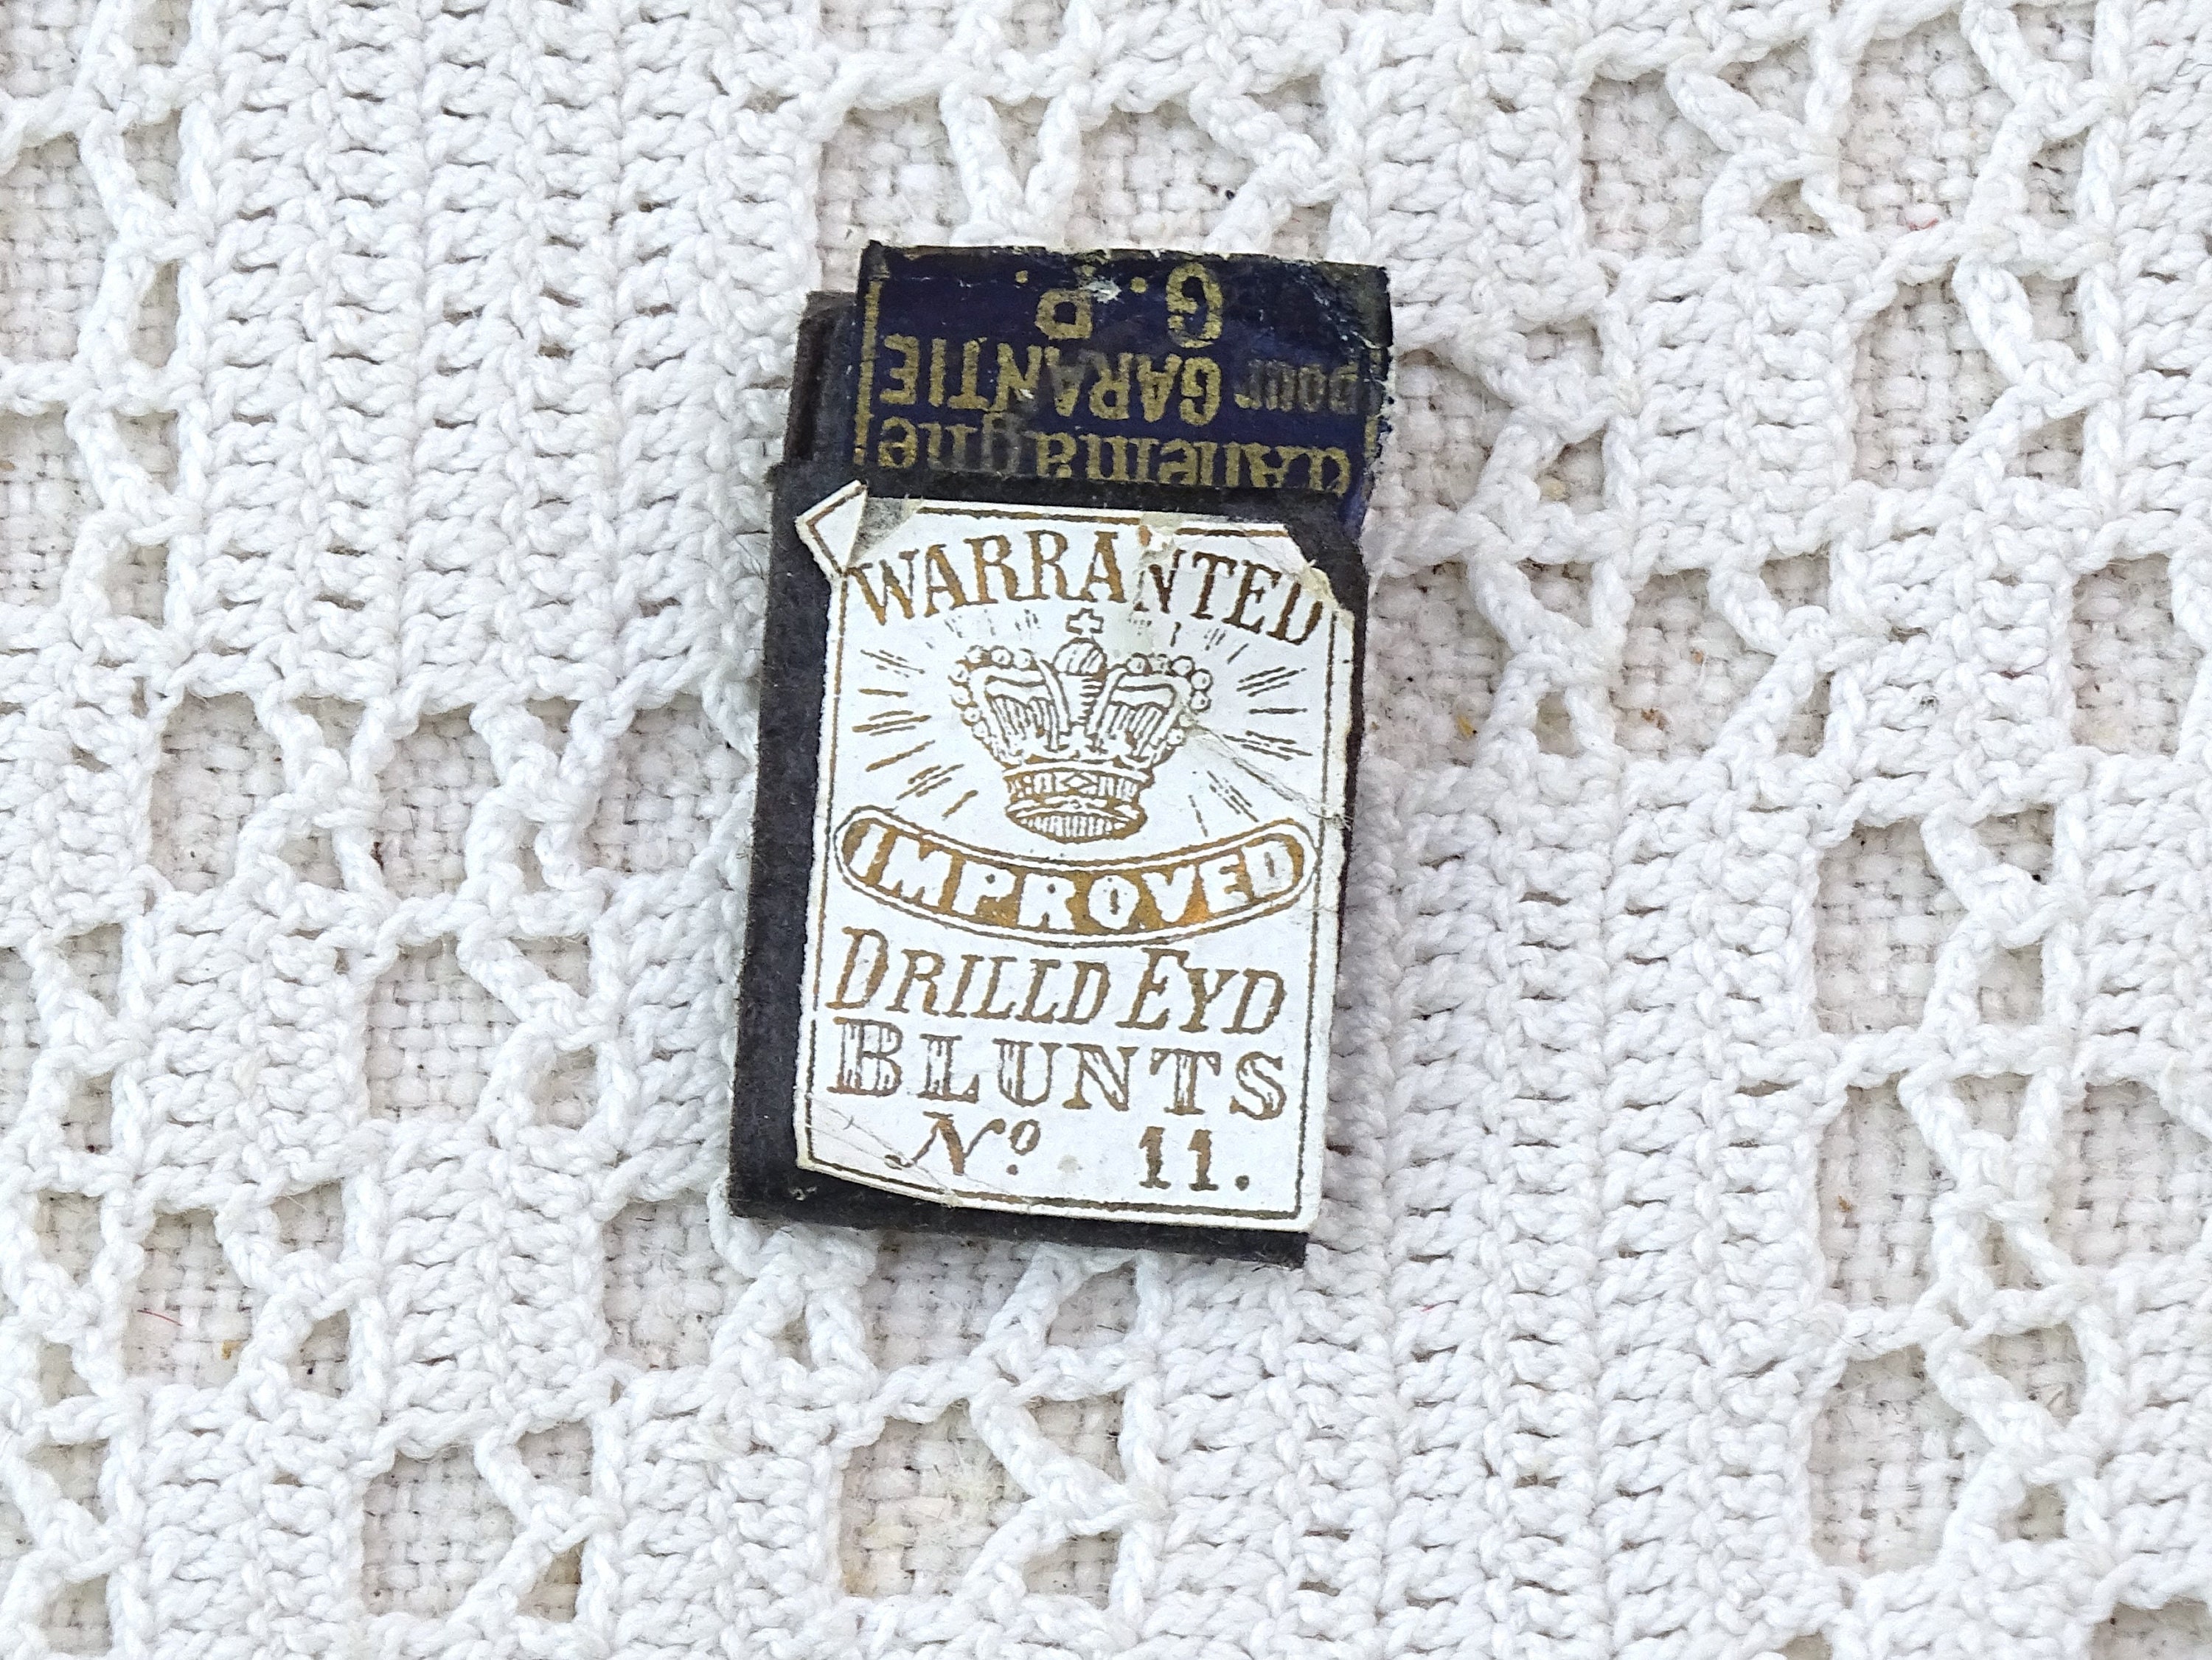 d'Allemagne
pour GARANTIE
G. P.
WARRANTED
IMPROVED
DRILLD EYD
BLUNTS
Nº 11.